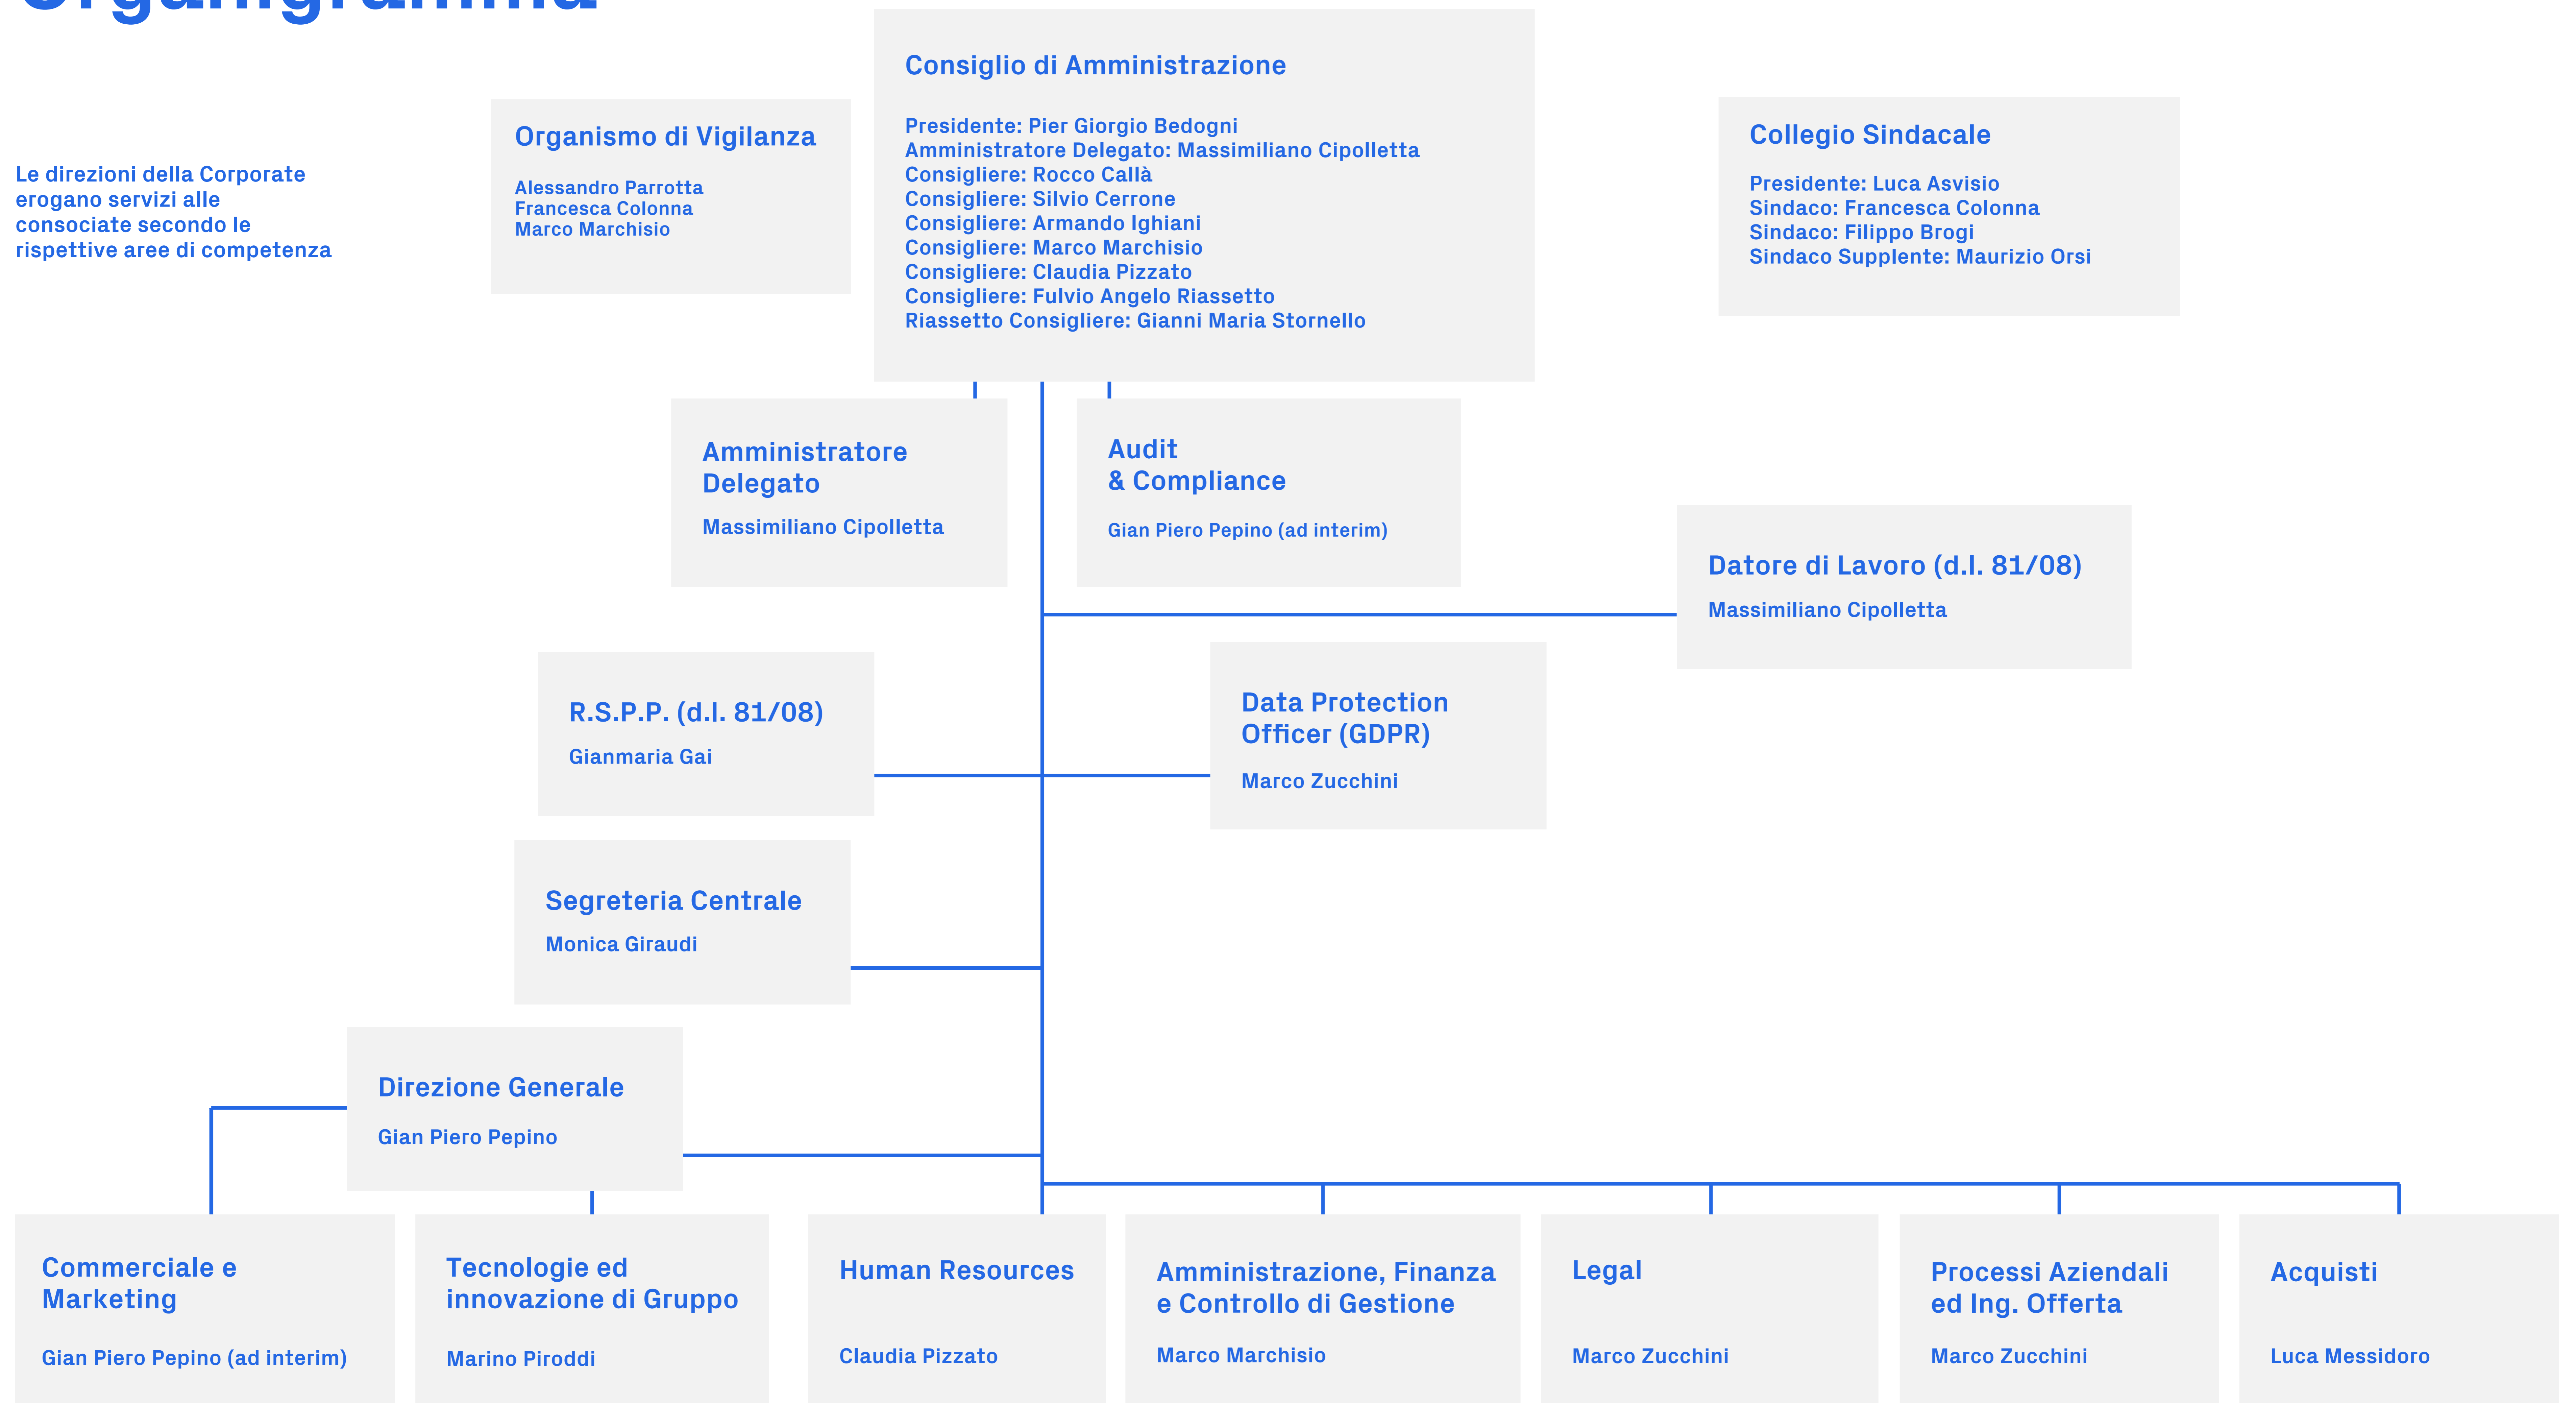 Organigramma
Le direzioni della Corporate
erogano servizi alle
consociate secondo le
rispettive aree di competenza
Organismo di Vigilanza
Alessandro Parrotta
Francesca Colonna
Marco Marchisio
Consiglio di Amministrazione
Presidente: Pier Giorgio Bedogni
Amministratore Delegato: Massimiliano Cipolletta
Consigliere: Rocco Callà
Consigliere: Silvio Cerrone
Consigliere: Armando Ighiani
Consigliere: Marco Marchisio
Consigliere: Claudia Pizzato
Consigliere: Fulvio Angelo Riassetto
Riassetto Consigliere: Gianni Maria Stornello
Collegio Sindacale
Presidente: Luca Asvisio
Sindaco: Francesca Colonna
Sindaco: Filippo Brogi
Sindaco Supplente: Maurizio Orsi
Amministratore
Delegato
Massimiliano Cipolletta
Audit
& Compliance
Gian Piero Pepino (ad interim)
Datore di Lavoro (d.l. 81/08)
Massimiliano Cipolletta
R.S.P.P. (d.l. 81/08)
Gianmaria Gai
Data Protection
Officer (GDPR)
Marco Zucchini
Segreteria Centrale
Monica Giraudi
Direzione Generale
Gian Piero Pepino
Commerciale e
Marketing
Gian Piero Pepino (ad interim)
Tecnologie ed
innovazione di Gruppo
Marino Piroddi
Human Resources
Claudia Pizzato
Amministrazione, Finanza
e Controllo di Gestione
Marco Marchisio
Legal
Marco Zucchini
Processi Aziendali
ed Ing. Offerta
Marco Zucchini
Acquisti
Luca Messidoro